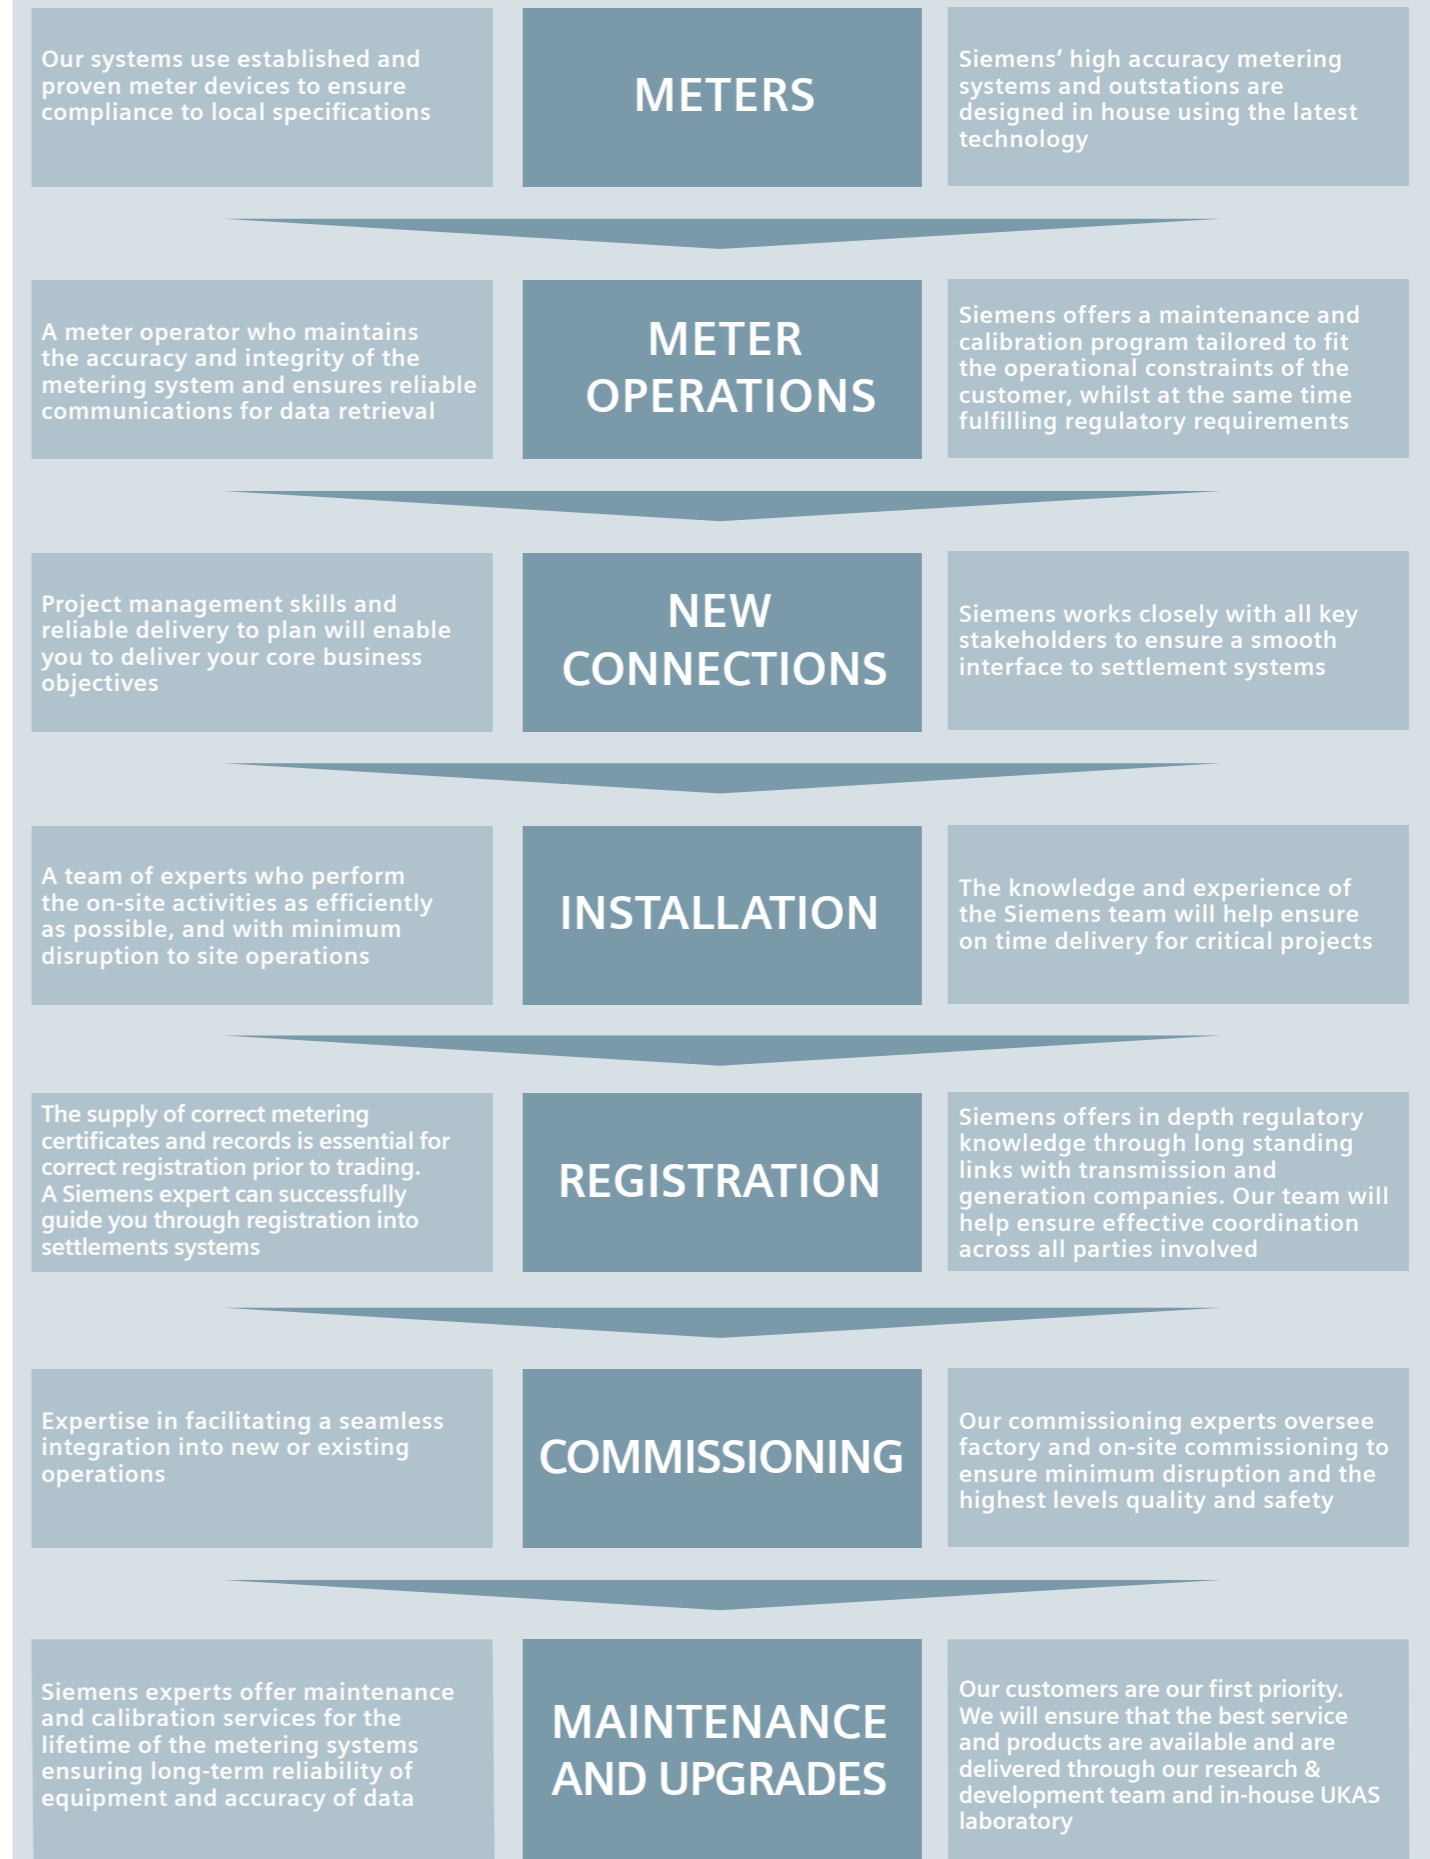 Our systems use established and
proven meter devices to ensure
compliance to local specifications
METERS
Siemens’ high accuracy metering
systems and outstations are
designed in house using the latest
technology
A meter operator who maintains
the accuracy and integrity of the
metering system and ensures reliable
communications for data retrieval
METER
OPERATIONS
Siemens offers a maintenance and
calibration program tailored to fit
the operational constraints of the
customer, whilst at the same time
fulfilling regulatory requirements
Project management skills and
reliable delivery to plan will enable
you to deliver your core business
objectives
NEW
CONNECTIONS
Siemens works closely with all key
stakeholders to ensure a smooth
interface to settlement systems
A team of experts who perform
the on-site activities as efficiently
as possible, and with minimum
disruption to site operations
INSTALLATION
The knowledge and experience of
the Siemens team will help ensure
on time delivery for critical projects
The supply of correct metering
certificates and records is essential for
correct registration prior to trading.
A Siemens expert can successfully
guide you through registration into
settlements systems
REGISTRATION
Siemens offers in depth regulatory
knowledge through long standing
links with transmission and
generation companies. Our team will
help ensure effective coordination
across all parties involved
Expertise in facilitating a seamless
integration into new or existing
operations
COMMISSIONING
Our commissioning experts oversee
factory and on-site commissioning to
ensure minimum disruption and the
highest levels quality and safety
Siemens experts offer maintenance
and calibration services for the
lifetime of the metering systems
ensuring long-term reliability of
equipment and accuracy of data
MAINTENANCE
AND UPGRADES
Our customers are our first priority.
We will ensure that the best service
and products are available and are
delivered through our research &
development team and in-house UKAS
laboratory